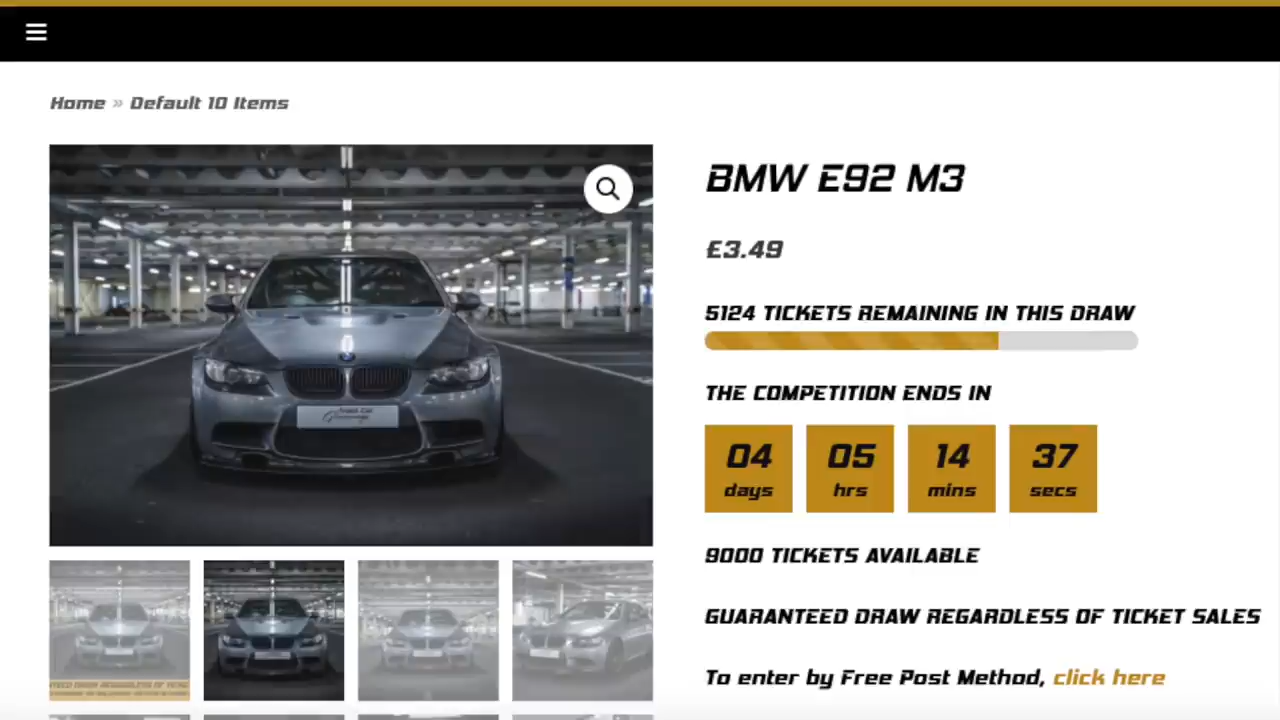 Home » Default 10 Items
BMW E92 M3
£3.49
5124 TICKETS REMAINING IN THIS DRAW
THE COMPETITION ENDS IN
04 05 14 37
days hrs mins secs
9000 TICKETS AVAILABLE
GUARANTEED DRAW REGARDLESS OF TICKET SALES
To enter by Free Post Method, click here